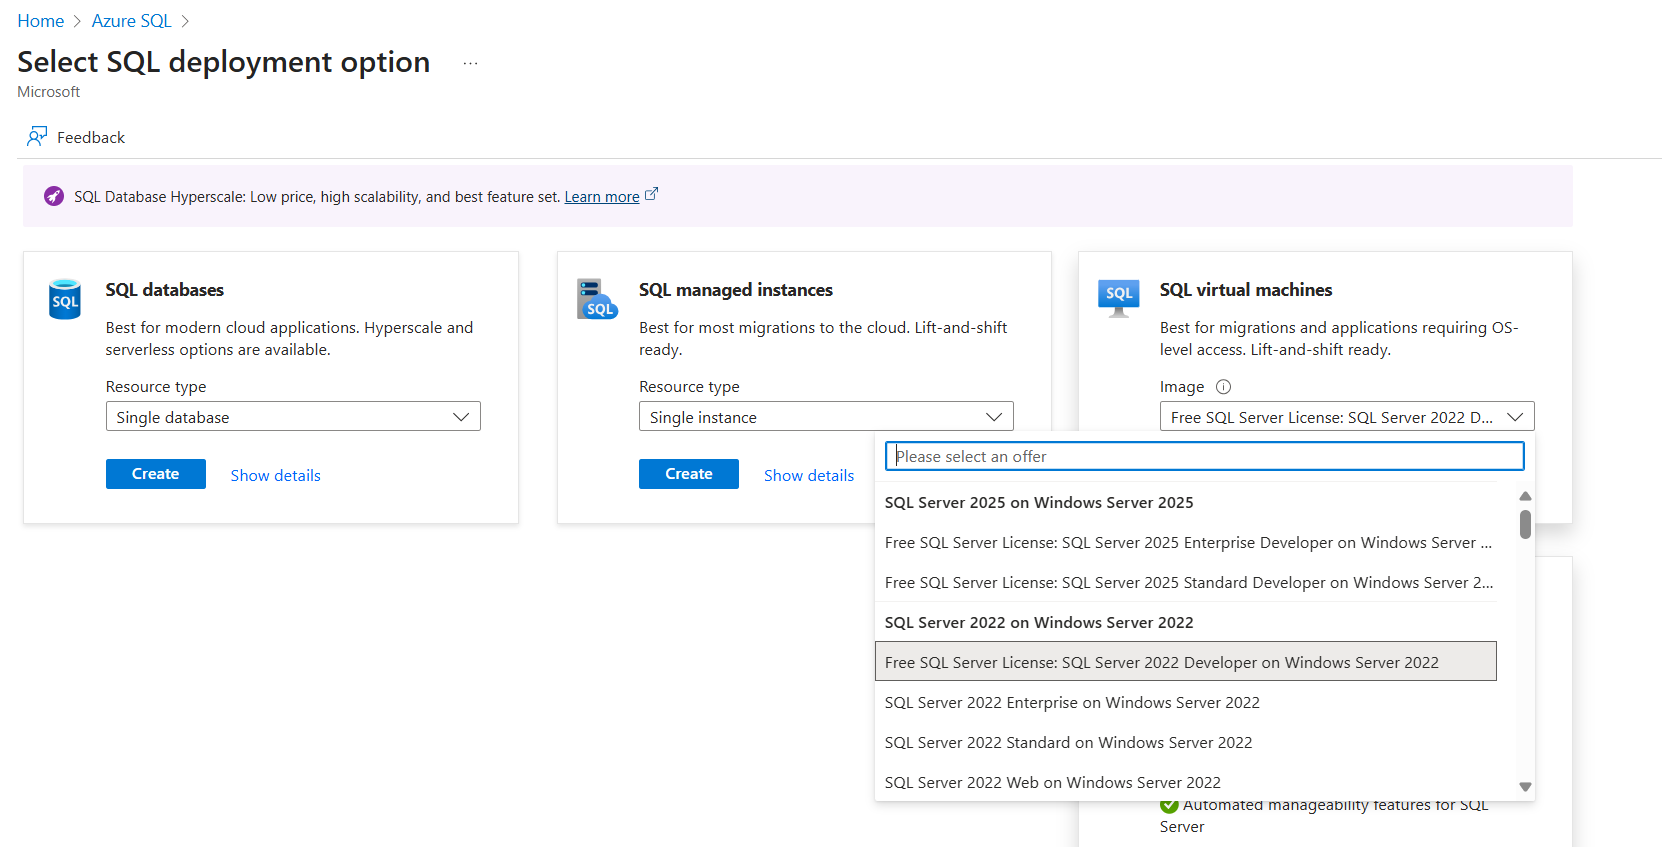 Home > Azure SQL >
Select SQL deployment option ...
Microsoft
Feedback
SQL Database Hyperscale: Low price, high scalability, and best feature set. Learn more
SQL
SQL databases
Best for modern cloud applications. Hyperscale and
serverless options are available.
Resource type
Single database
Create
Show details
SQL
SQL managed instances
Best for most migrations to the cloud. Lift-and-shift
ready.
Resource type
Single instance
Create
Show details
SQL
SQL virtual machines
Best for migrations and applications requiring OS-
level access. Lift-and-shift ready.
Image
Free SQL Server License: SQL Server 2022 D...
Please select an offer
SQL Server 2025 on Windows Server 2025
Free SQL Server License: SQL Server 2025 Enterprise Developer on Windows Server ...
Free SQL Server License: SQL Server 2025 Standard Developer on Windows Server 2...
SQL Server 2022 on Windows Server 2022
Free SQL Server License: SQL Server 2022 Developer on Windows Server 2022
SQL Server 2022 Enterprise on Windows Server 2022
SQL Server 2022 Standard on Windows Server 2022
SQL Server 2022 Web on Windows Server 2022
Automated manageability features for SQL
Server